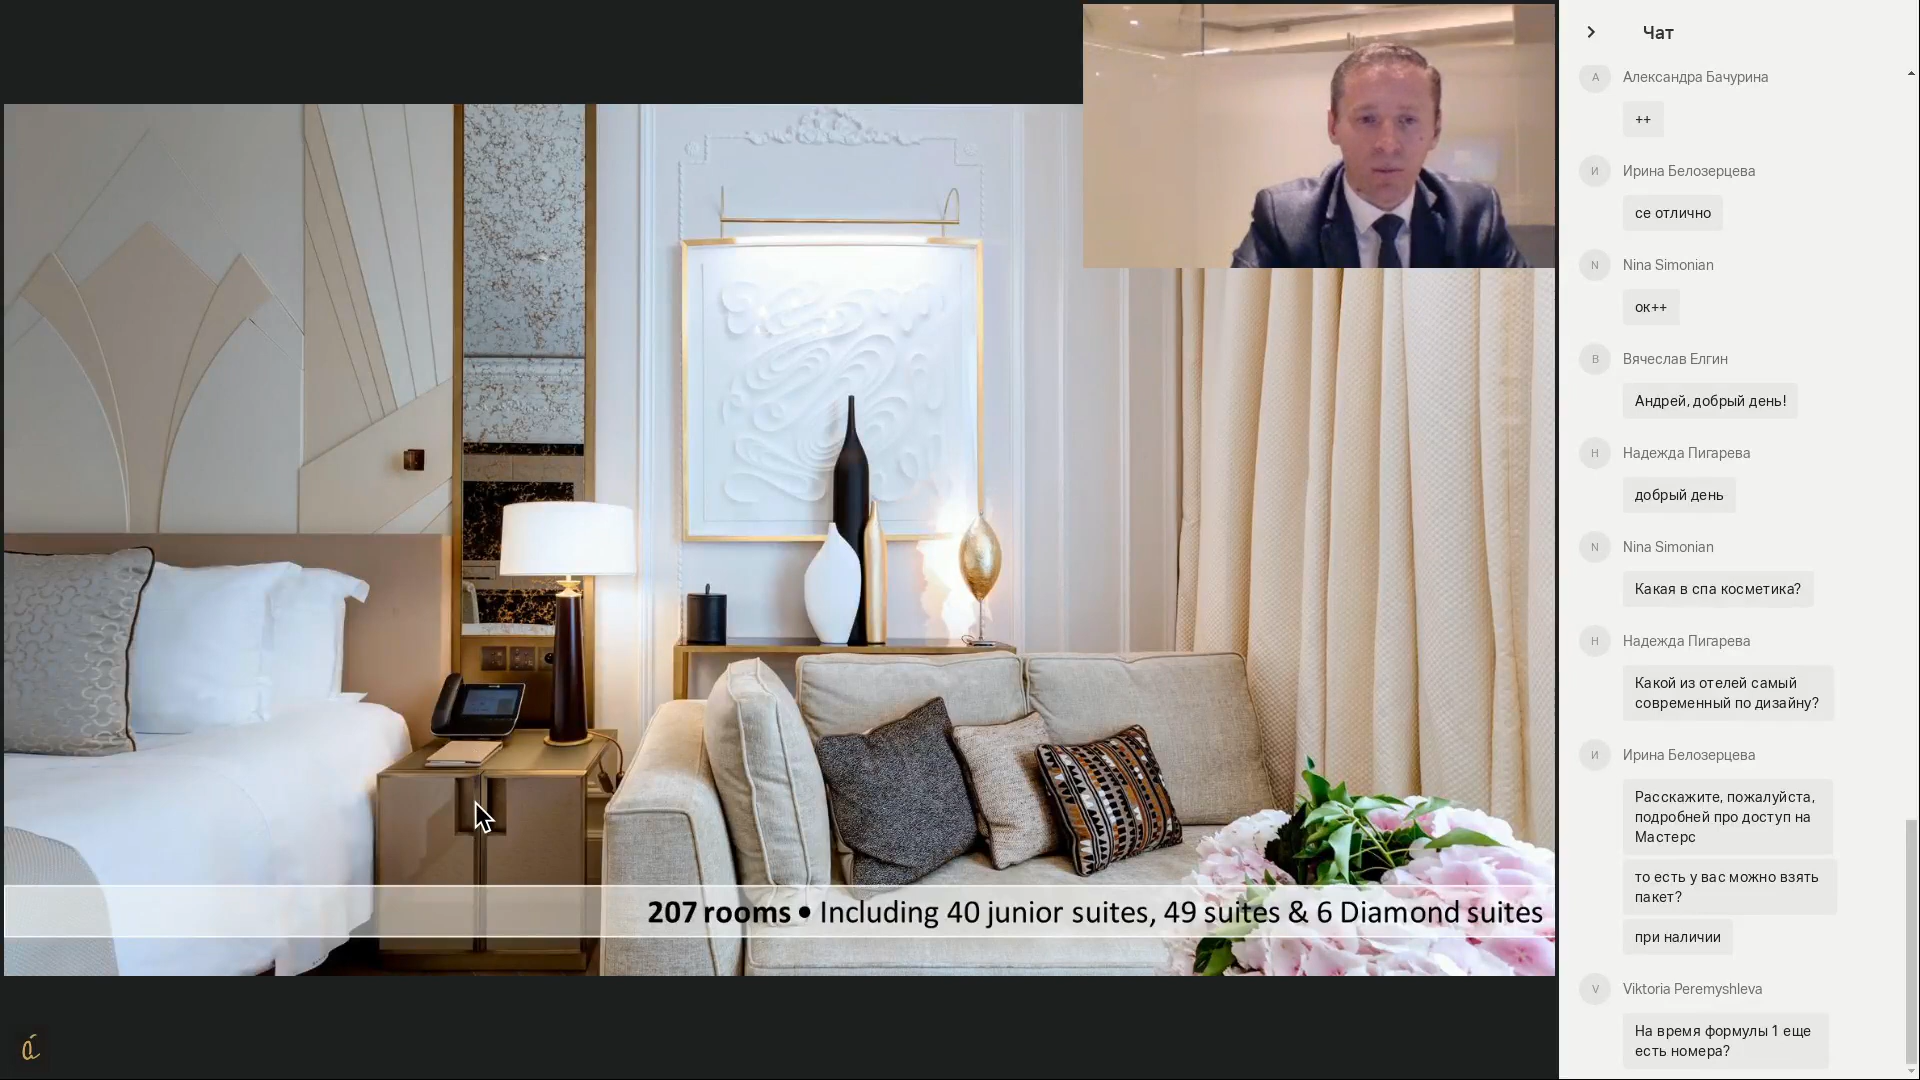 207 rooms • Including 40 junior suites, 49 suites & 6 Diamond suites
á
Чат
А Александра Бачурина
++
И Ирина Белозерцева
се отлично
N Nina Simonian
ок++
В Вячеслав Елгин
Андрей, добрый день!
Н Надежда Пигарева
добрый день
N Nina Simonian
Какая в спа косметика?
Н Надежда Пигарева
Какой из отелей самый
современный по дизайну?
И Ирина Белозерцева
Расскажите, пожалуйста,
подробней про доступ на
Мастерс
то есть у вас можно взять
пакет?
при наличии
V Viktoria Peremyshleva
На время формулы 1 еще
есть номера?